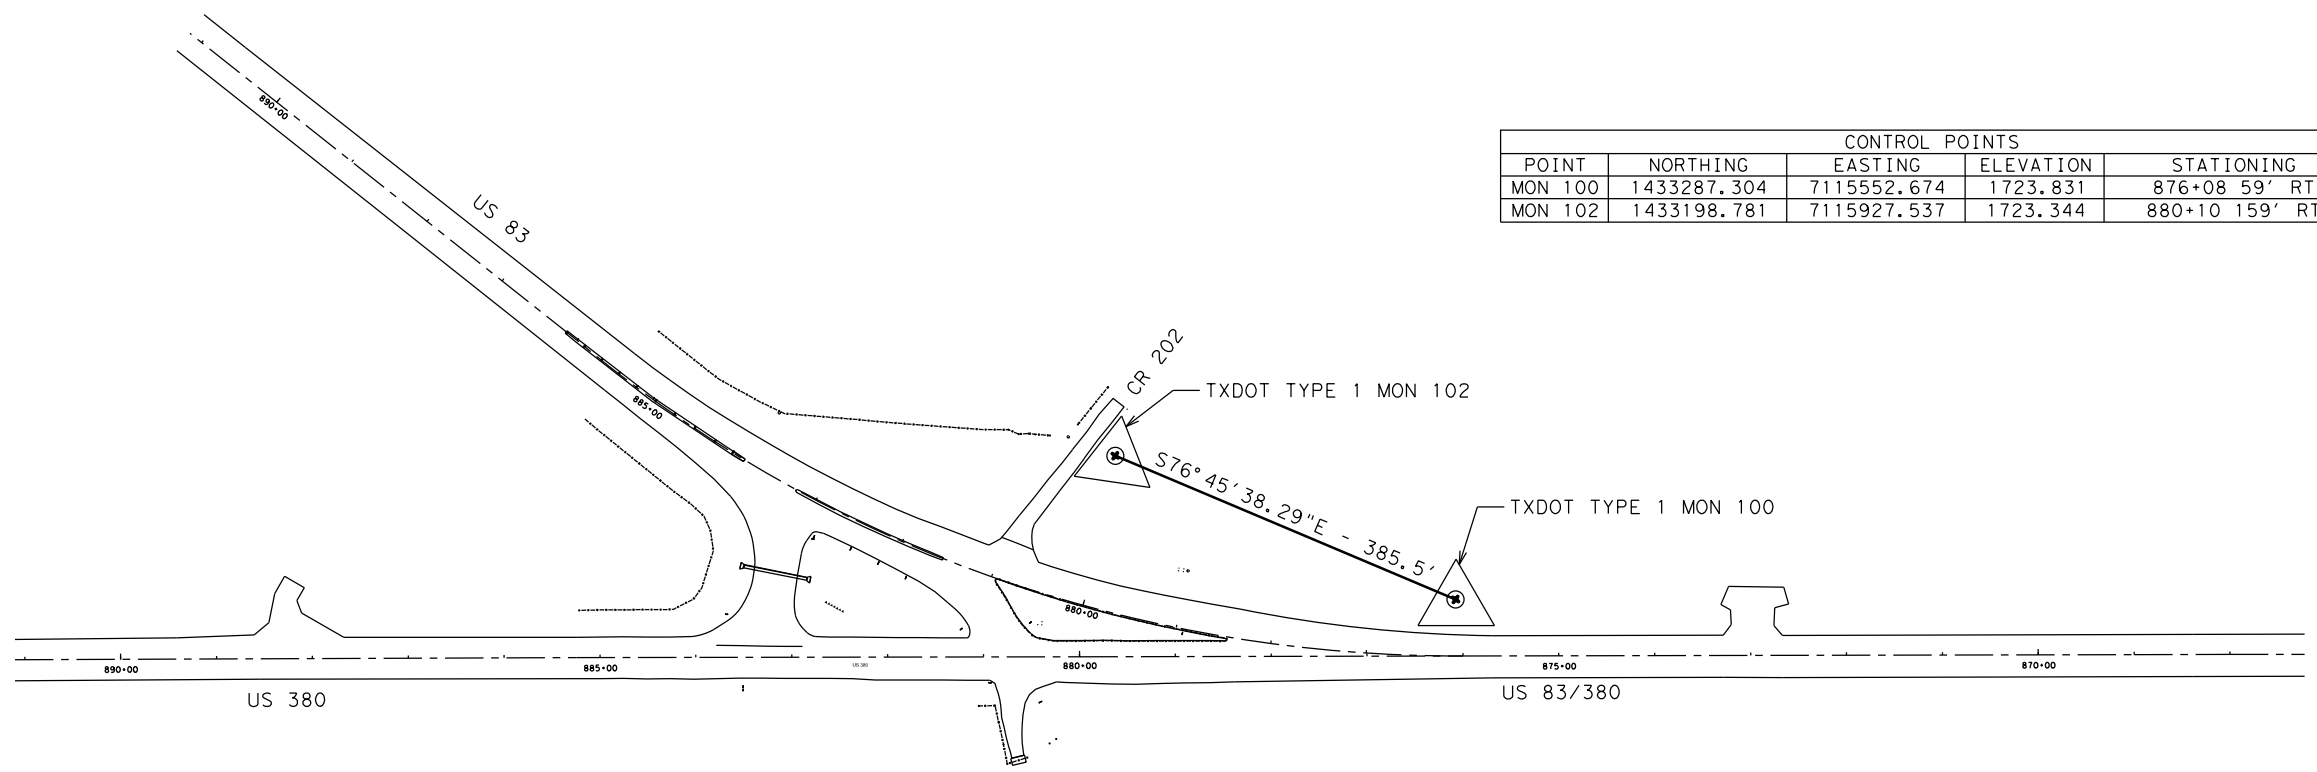 CONTROL POINTS
POINT NORTHING EASTING ELEVATION STATIONING
MON 100 1433287.304 7115552.674 1723.831 876+08 59' RT
MON 102 1433198.781 7115927.537 1723.344 880+10 159' RT
890+00
US 83
885+00
CR 202
TXDOT TYPE 1 MON 102
S76°45'38.29"E - 385.5'
TXDOT TYPE 1 MON 100
880+00
890+00
885+00
US 380
880+00
875+00
870+00
US 380
US 83/380